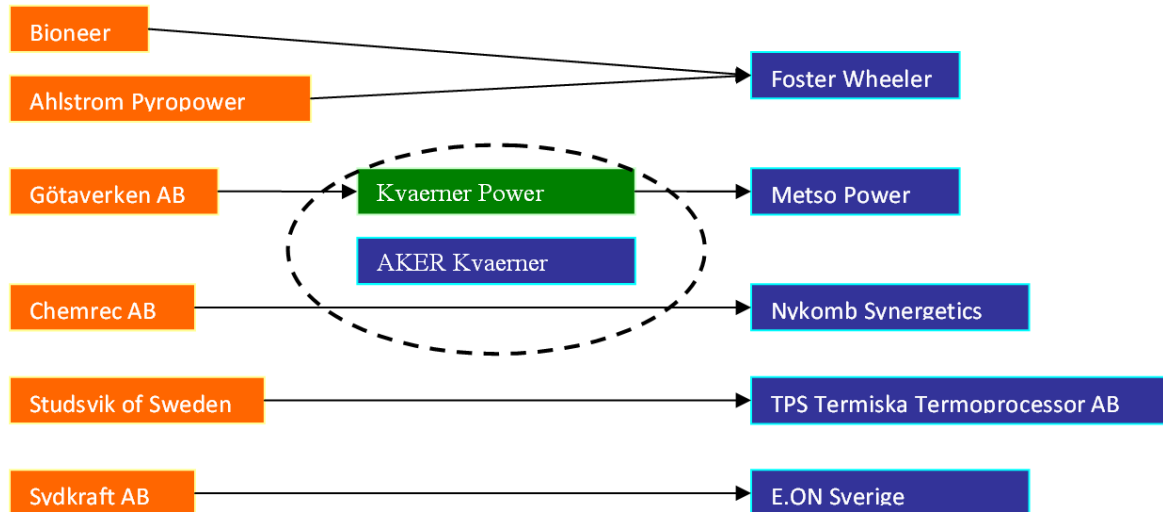 Bioneer
Foster Wheeler
Ahlstrom Pyropower
Götaverken AB
Kvaerner Power
Metso Power
AKER Kvaerner
Chemrec AB
Nykomb Synergetics
Studsvik of Sweden
TPS Termiska Termoprocessor AB
Sydkraft AB
E.ON Sverige